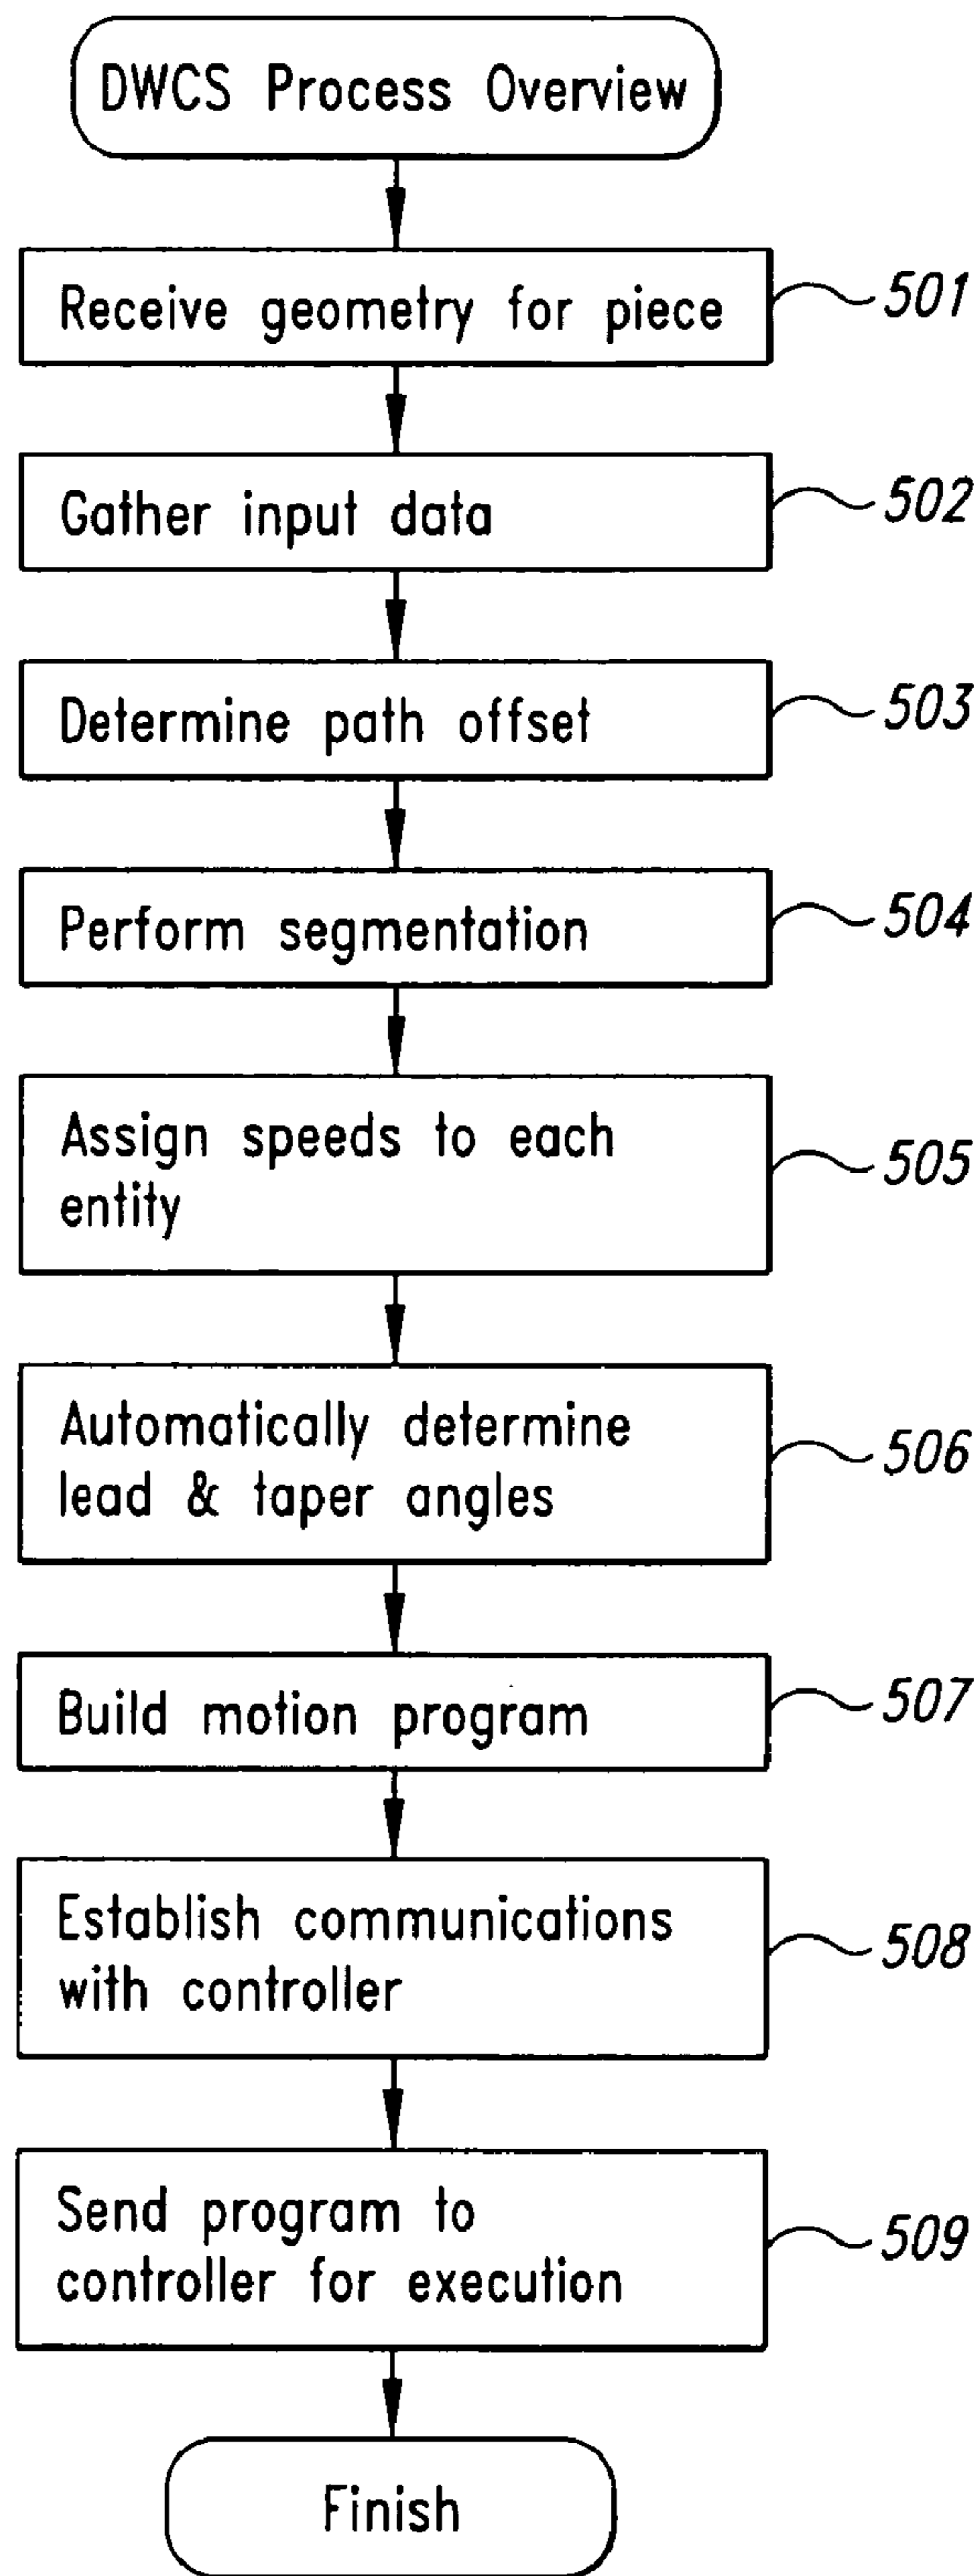 DWCS Process Overview
Receive geometry for piece
501
Gather input data
502
Determine path offset
503
Perform segmentation
504
Assign speeds to each
entity
505
Automatically determine
lead & taper angles
506
Build motion program
507
Establish communications
with controller
508
Send program to
controller for execution
509
Finish